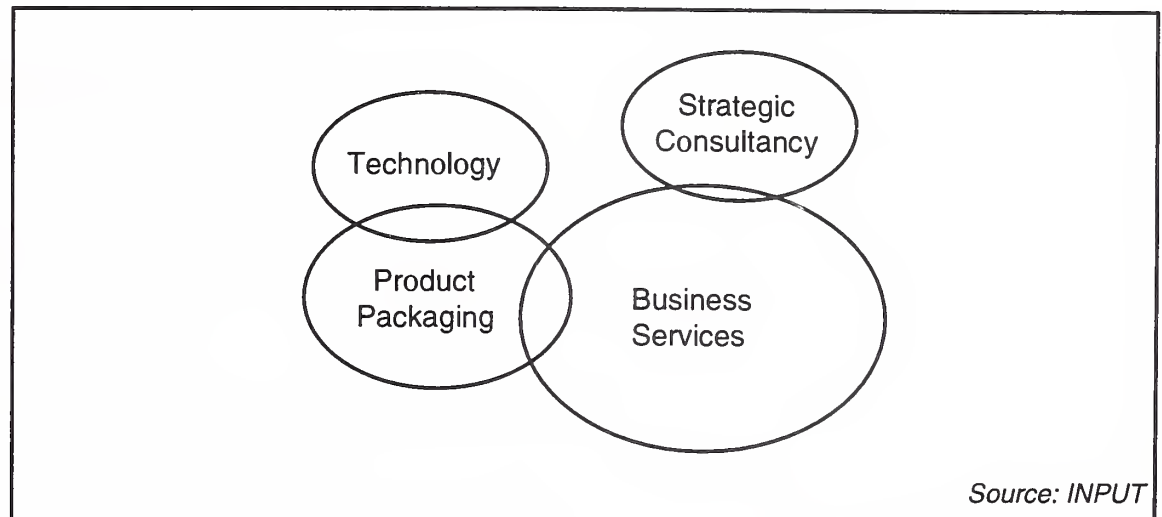 Technology
Strategic
Consultancy
Product
Packaging
Business
Services
Source: INPUT